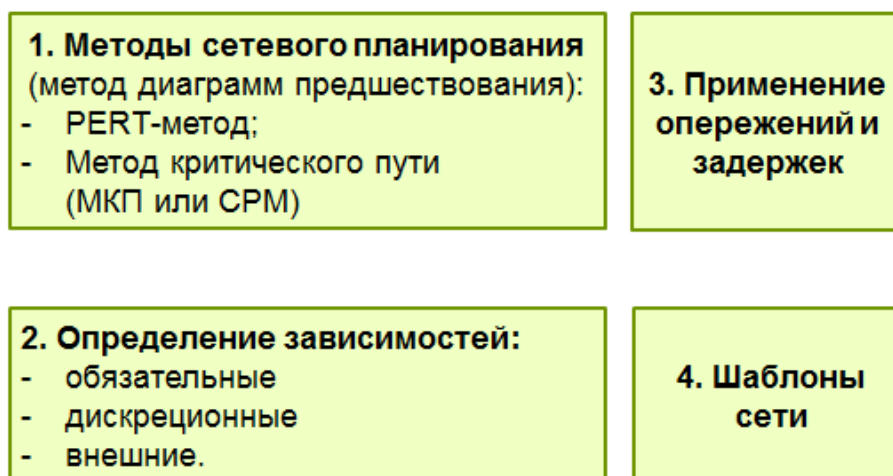 1. Методы сетевого планирования
(метод диаграмм предшествования):
- PERT-метод;
- Метод критического пути
(МКП или СРМ)
3. Применение
опережений и
задержек
2. Определение зависимостей:
- обязательные
- дискреционные
- внешние.
4. Шаблоны
сети